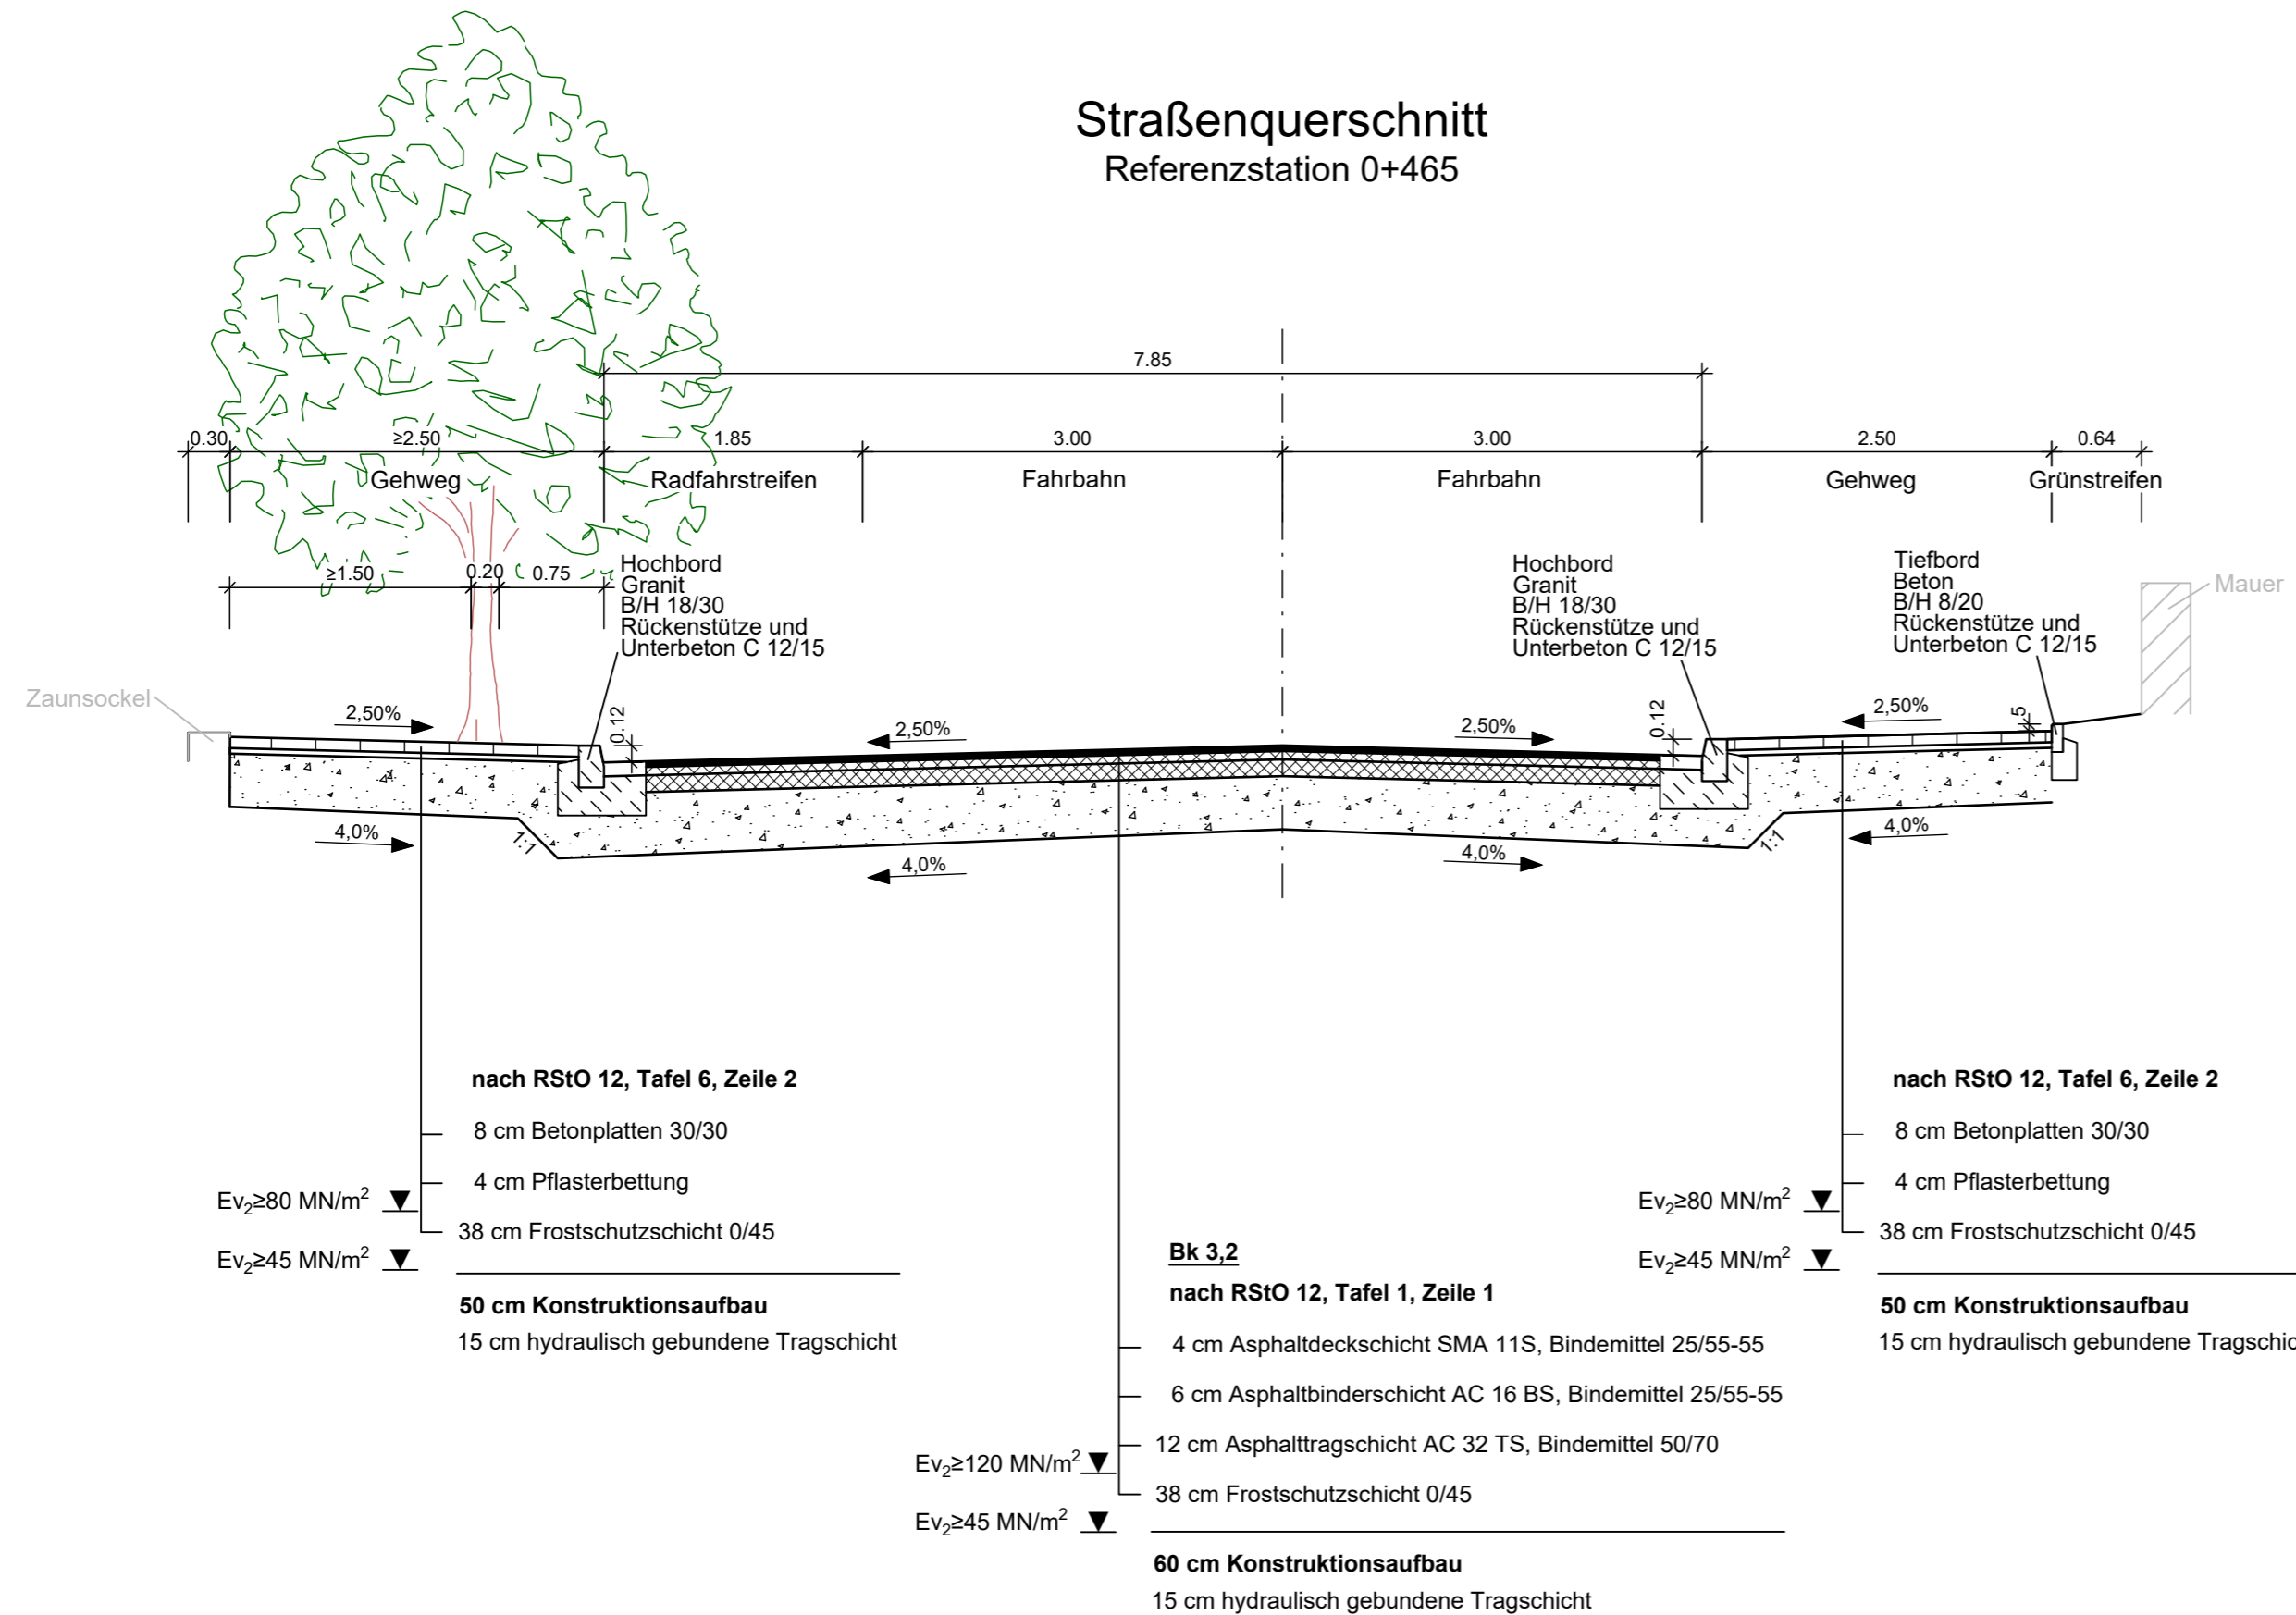 Straßenquerschnitt
Referenzstation 0+465
7.85
0.30
≥2.50
1.85
3.00
3.00
2.50
0.64
Gehweg
Radfahrstreifen
Fahrbahn
Fahrbahn
Gehweg
Grünstreifen
≥1.50
0.20
0.75
Hochbord
Granit
B/H 18/30
Rückenstütze und
Unterbeton C 12/15
Hochbord
Granit
B/H 18/30
Rückenstütze und
Unterbeton C 12/15
Tiefbord
Beton
B/H 8/20
Rückenstütze und
Unterbeton C 12/15
Mauer
Zaunsockel
2,50%
0.12
2,50%
2,50%
0.12
2,50%
5
4,0%
1:1
4,0%
4,0%
1:1
4,0%
nach RStO 12, Tafel 6, Zeile 2
8 cm Betonplatten 30/30
4 cm Pflasterbettung
Ev2≥80 MN/m²
38 cm Frostschutzschicht 0/45
Ev2≥45 MN/m²
50 cm Konstruktionsaufbau
15 cm hydraulisch gebundene Tragschicht
Bk 3,2
nach RStO 12, Tafel 1, Zeile 1
4 cm Asphaltdeckschicht SMA 11S, Bindemittel 25/55-55
6 cm Asphaltbinderschicht AC 16 BS, Bindemittel 25/55-55
12 cm Asphalttragschicht AC 32 TS, Bindemittel 50/70
Ev2≥120 MN/m²
38 cm Frostschutzschicht 0/45
Ev2≥45 MN/m²
60 cm Konstruktionsaufbau
15 cm hydraulisch gebundene Tragschicht
nach RStO 12, Tafel 6, Zeile 2
8 cm Betonplatten 30/30
4 cm Pflasterbettung
Ev2≥80 MN/m²
38 cm Frostschutzschicht 0/45
Ev2≥45 MN/m²
50 cm Konstruktionsaufbau
15 cm hydraulisch gebundene Tragschic